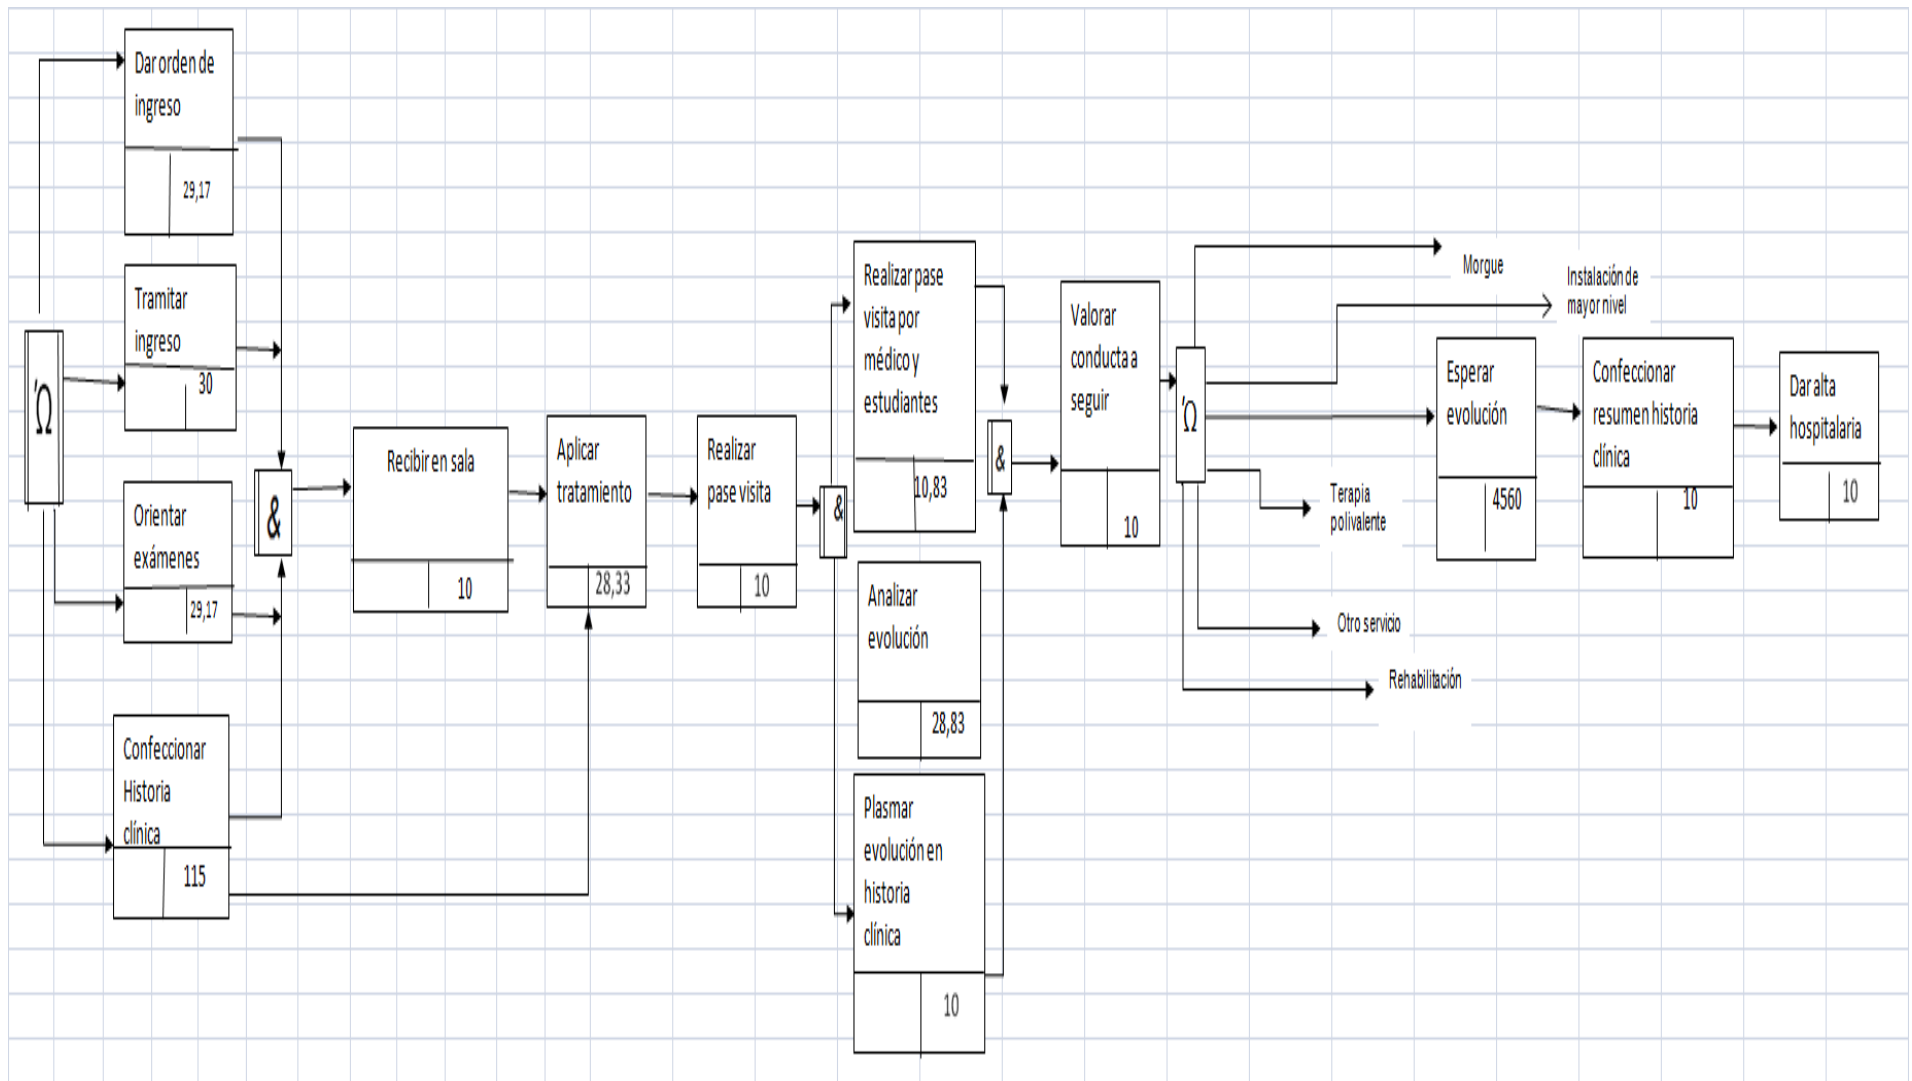 Dar orden de
ingreso
29,17
Tramitar
ingreso
30
Ό
Orientar
exámenes
29,17
Confeccionar
Historia
clínica
115
&
Recibir en sala
10
Aplicar
tratamiento
28,33
Realizar
pase visita
10
&
Realizar pase
visita por
médico y
estudiantes
10,83
Analizar
evolución
28,83
Plasmar
evolución en
historia
clínica
10
&
Valorar
conducta a
seguir
10
Ό
Morgue
Instalación de
mayor nivel
Esperar
evolución
4560
Confeccionar
resumen historia
clínica
10
Dar alta
hospitalaria
10
Terapia
polivalente
Otro servicio
Rehabilitación